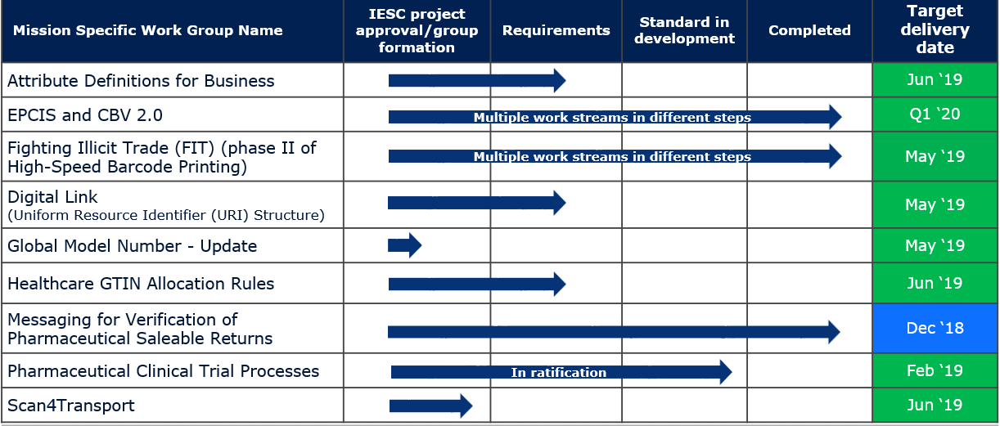 Mission Specific Work Group Name
IESC project
approval/group
formation
Requirements
Standard in
development
Completed
Target
delivery
date
Attribute Definitions for Business
Jun ‘19
EPCIS and CBV 2.0
Multiple work streams in different steps
Q1 ‘20
Fighting Illicit Trade (FIT) (phase II of
High-Speed Barcode Printing)
Multiple work streams in different steps
May ‘19
Digital Link
(Uniform Resource Identifier (URI) Structure)
May ‘19
Global Model Number - Update
May ‘19
Healthcare GTIN Allocation Rules
Jun ‘19
Messaging for Verification of
Pharmaceutical Saleable Returns
Dec ‘18
Pharmaceutical Clinical Trial Processes
In ratification
Feb ‘19
Scan4Transport
Jun ‘19